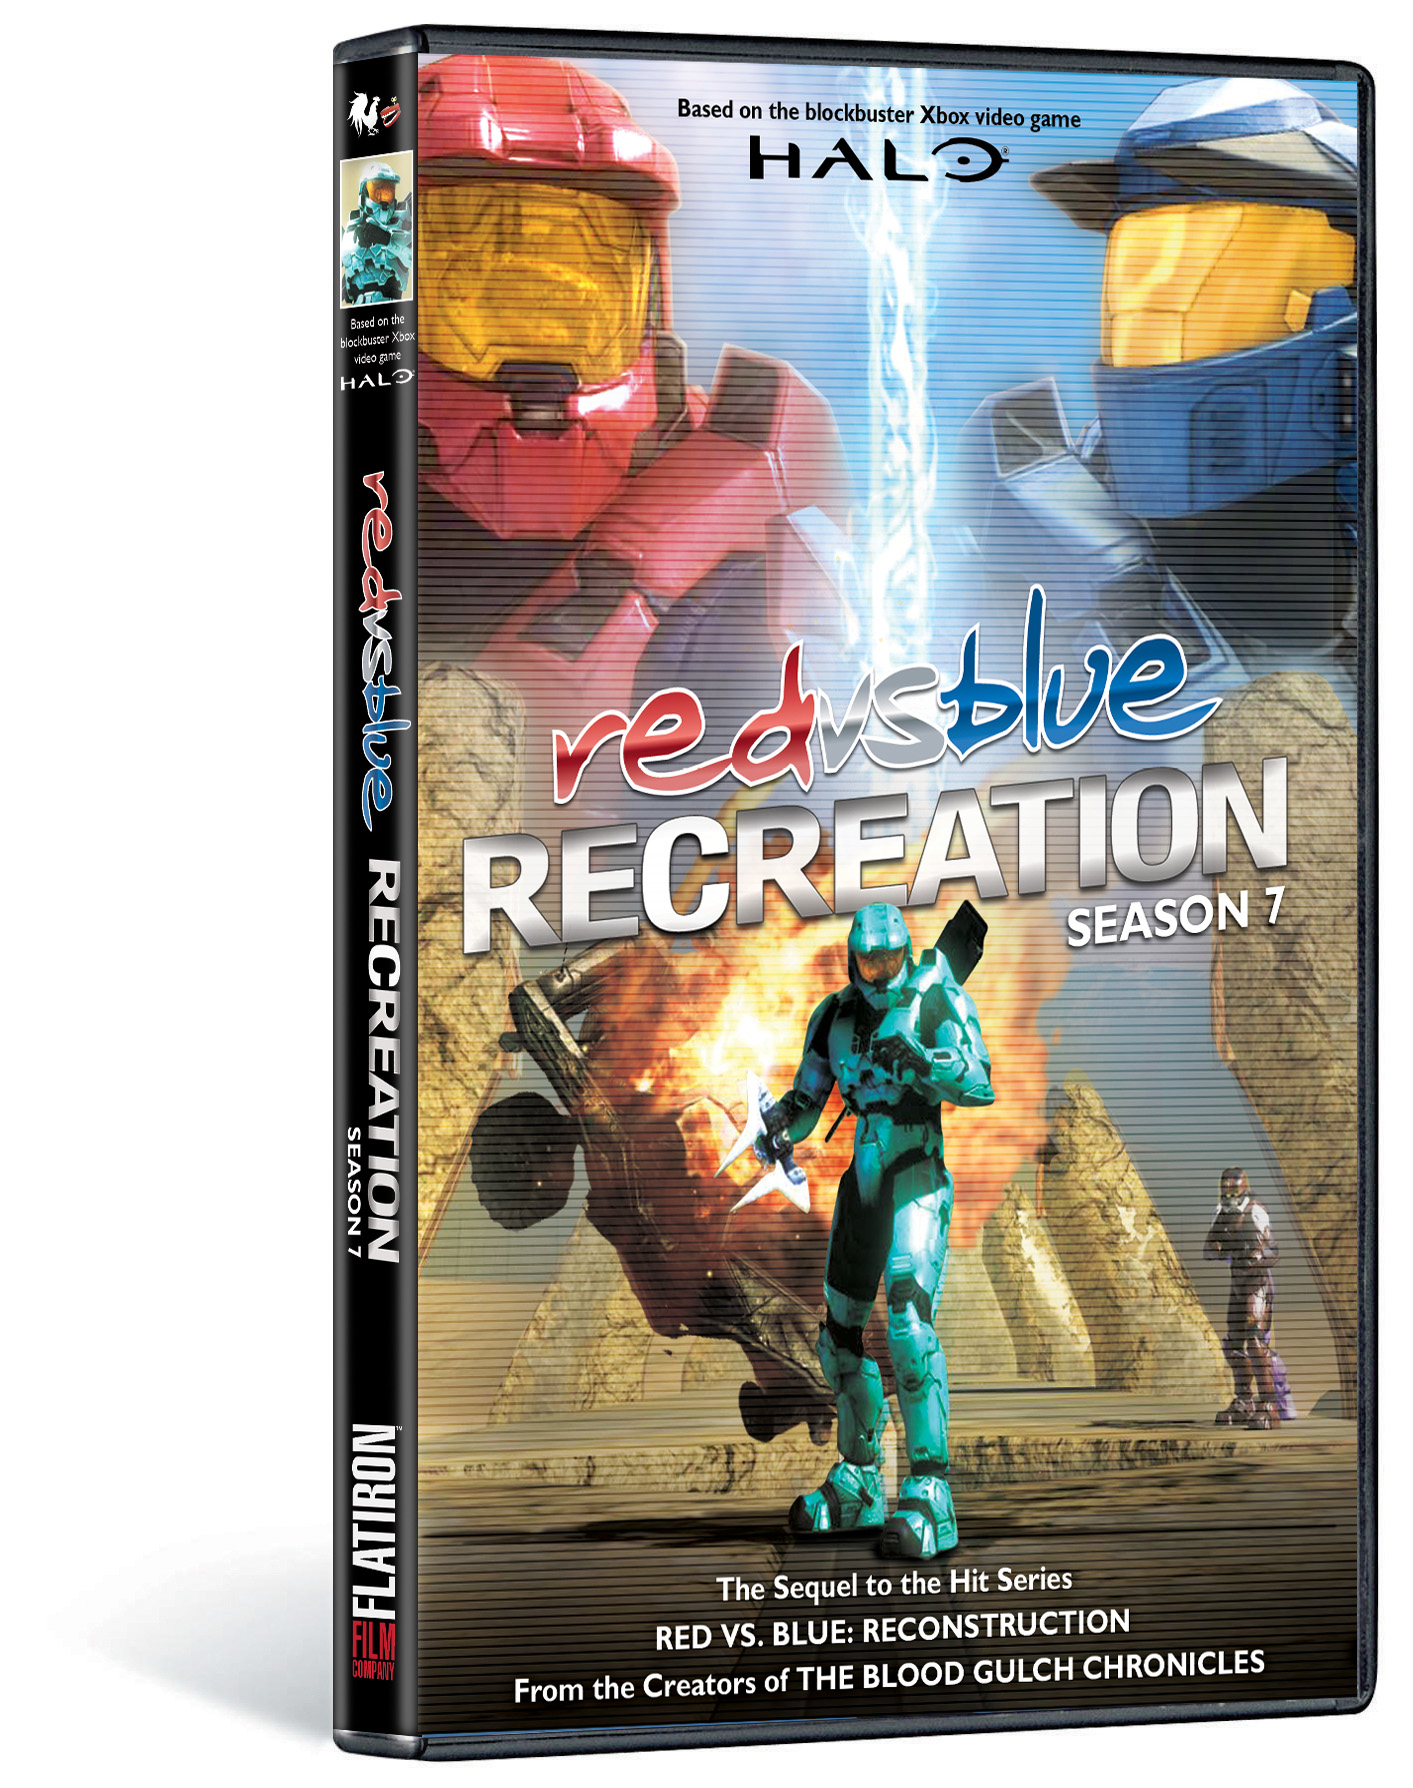 Based on the blockbuster Xbox video game
HALO®
redvsblue
RECREATION
SEASON 7
The Sequel to the Hit Series
RED VS. BLUE: RECONSTRUCTION
From the Creators of THE BLOOD GULCH CHRONICLES
Based on the
blockbuster Xbox
video game
HALO
redvsblue
RECREATION
SEASON 7
FLATIRON™
FILM
COMPANY